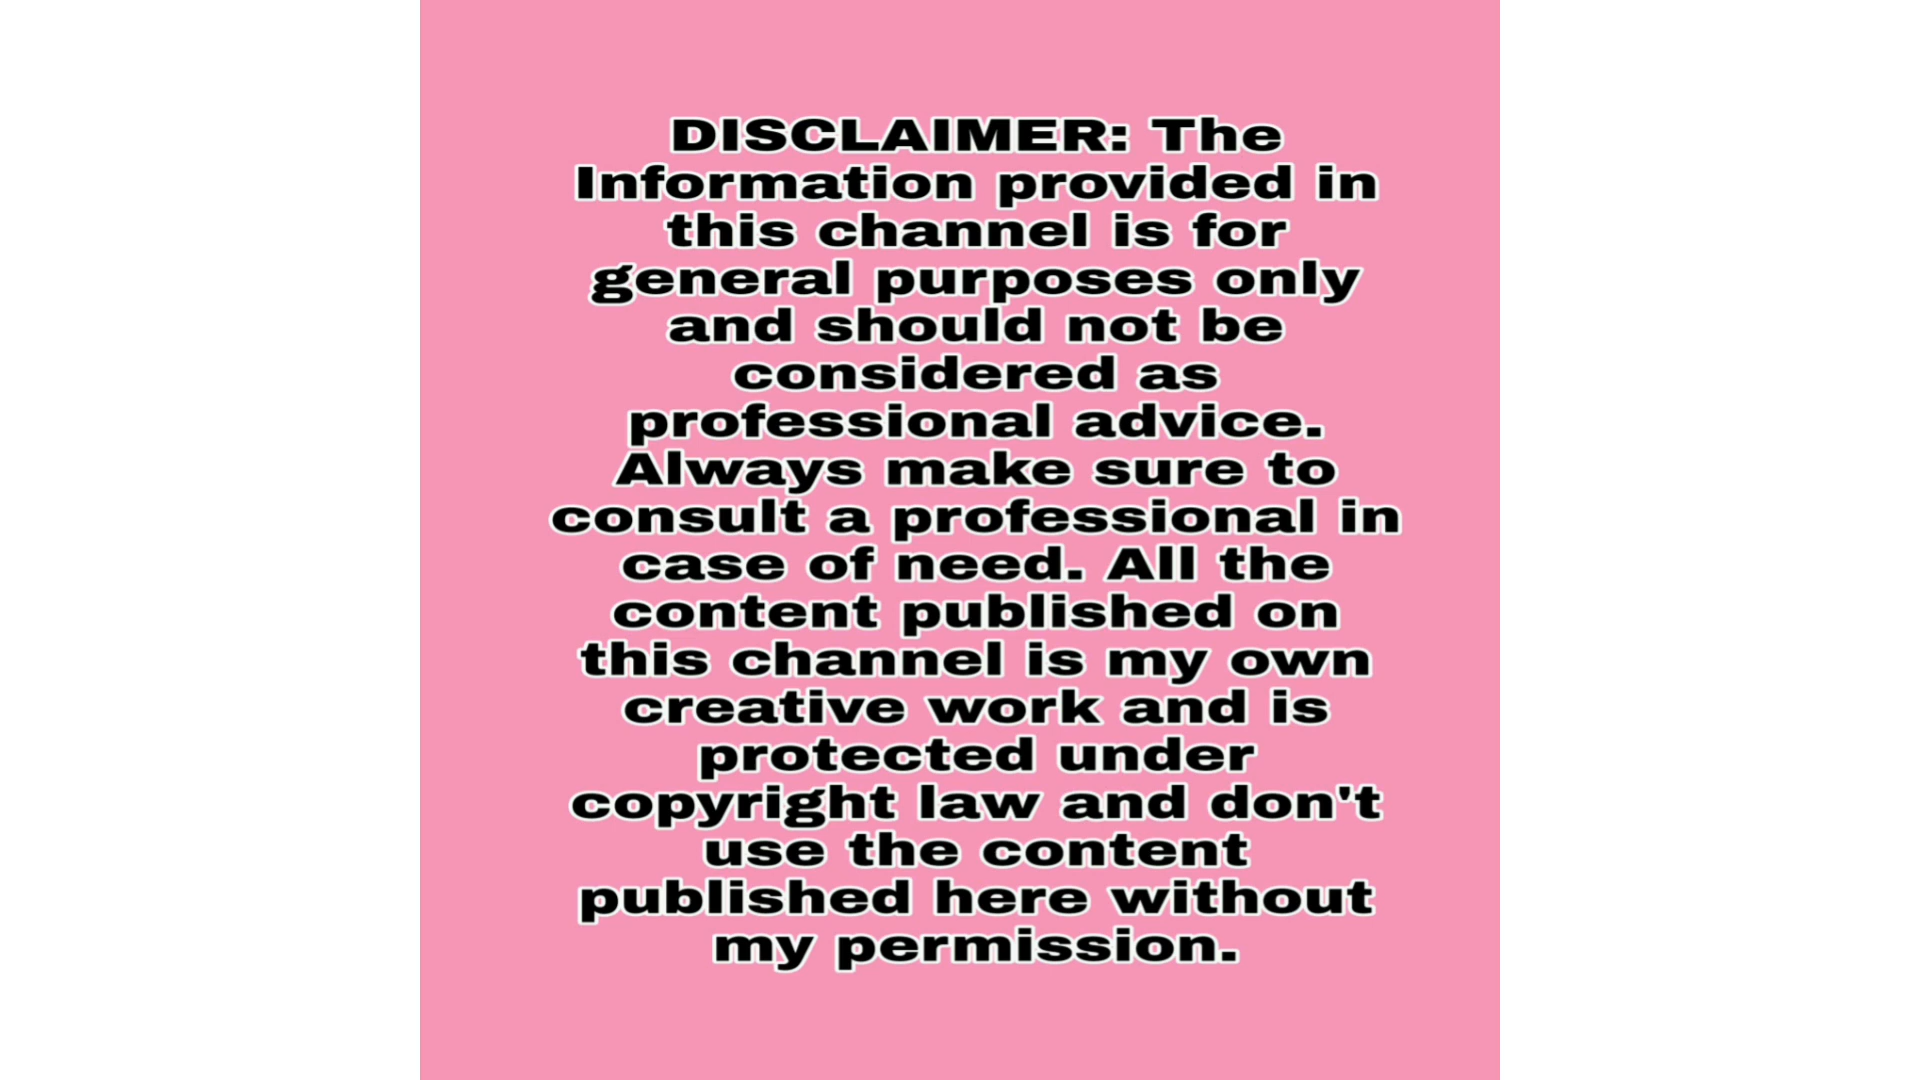 DISCLAIMER: The
Information provided in
this channel is for
general purposes only
and should not be
considered as
professional advice.
Always make sure to
consult a professional in
case of need. All the
content published on
this channel is my own
creative work and is
protected under
copyright law and don't
use the content
published here without
my permission.